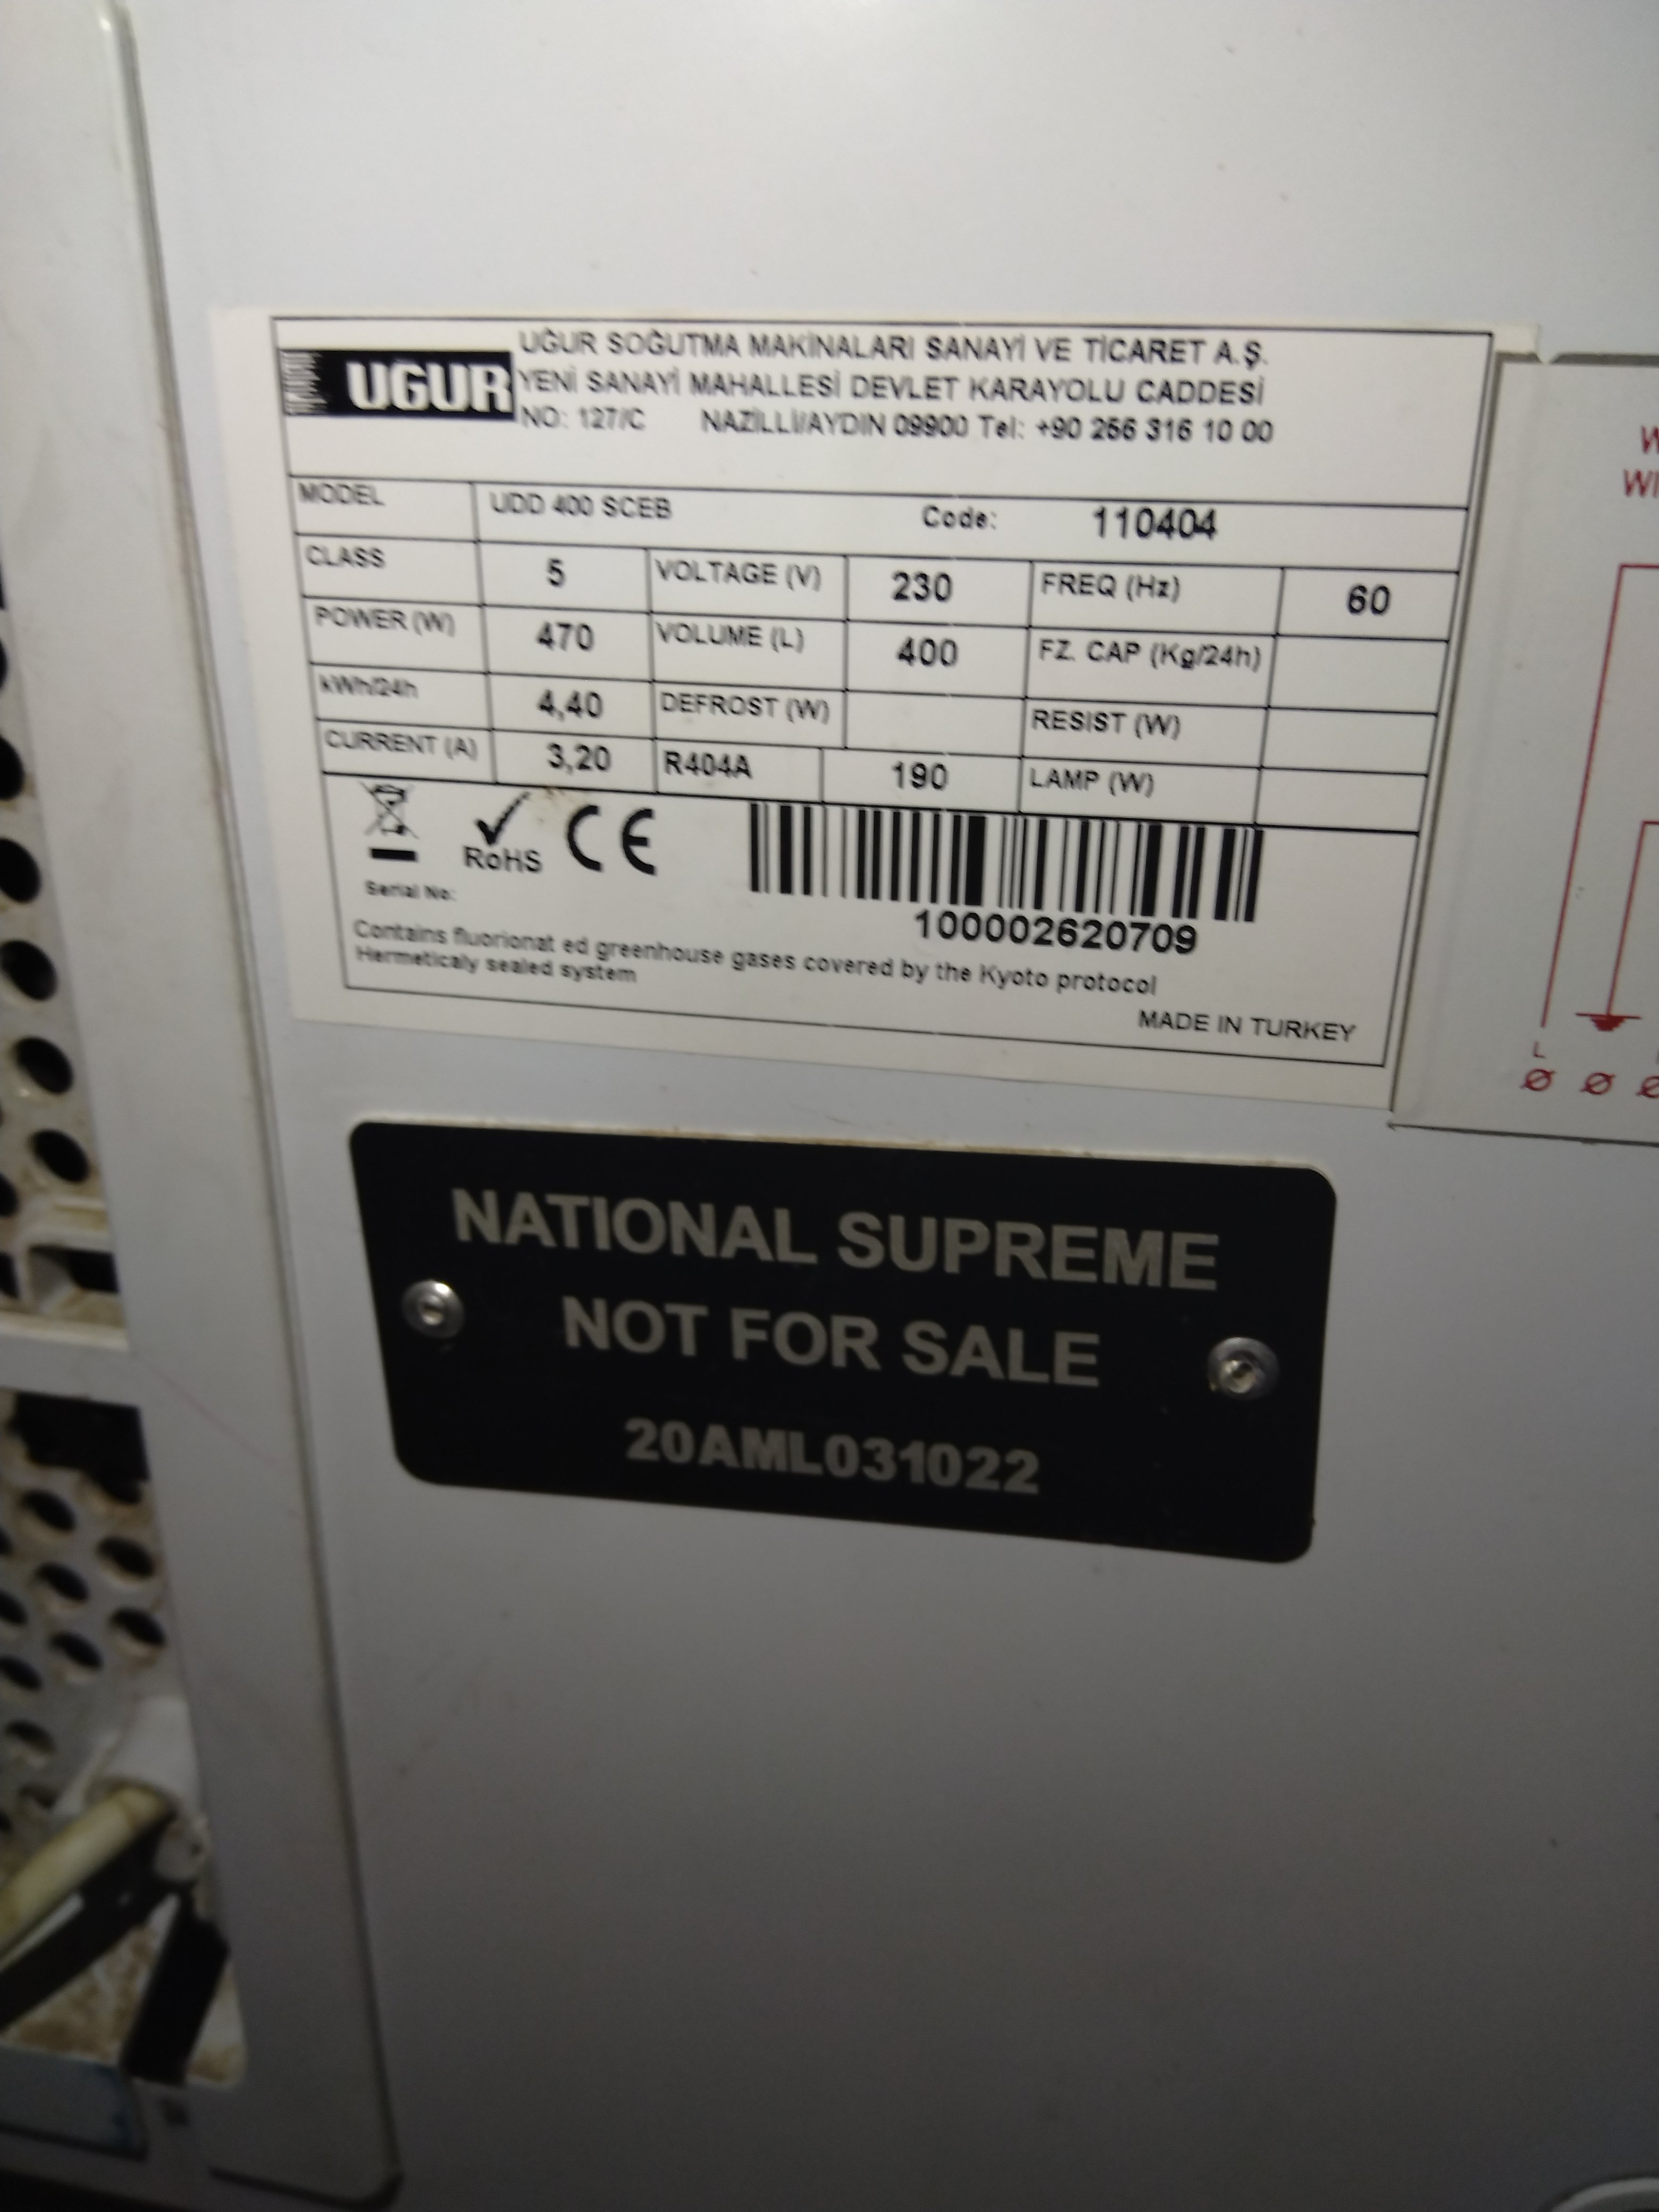 UĞUR
UĞUR SOĞUTMA MAKİNALARI SANAYİ VE TİCARET A.Ş.
YENİ SANAYİ MAHALLESİ DEVLET KARAYOLU CADDESİ
NO: 127/C NAZİLLİ/AYDIN 09900 Tel: +90 256 316 10 00
MODEL UDD 400 SCEB Code: 110404
CLASS 5 VOLTAGE (V) 230 FREQ (Hz) 60
POWER (W) 470 VOLUME (L) 400 FZ. CAP (Kg/24h)
kWh/24h 4,40 DEFROST (W) RESIST (W)
CURRENT (A) 3,20 R404A 190 LAMP (W)
RoHS CE
Serial No:
100002620709
Contains fluorionat ed greenhouse gases covered by the Kyoto protocol
Hermeticaly sealed system
MADE IN TURKEY
L
NATIONAL SUPREME
NOT FOR SALE
20AML031022